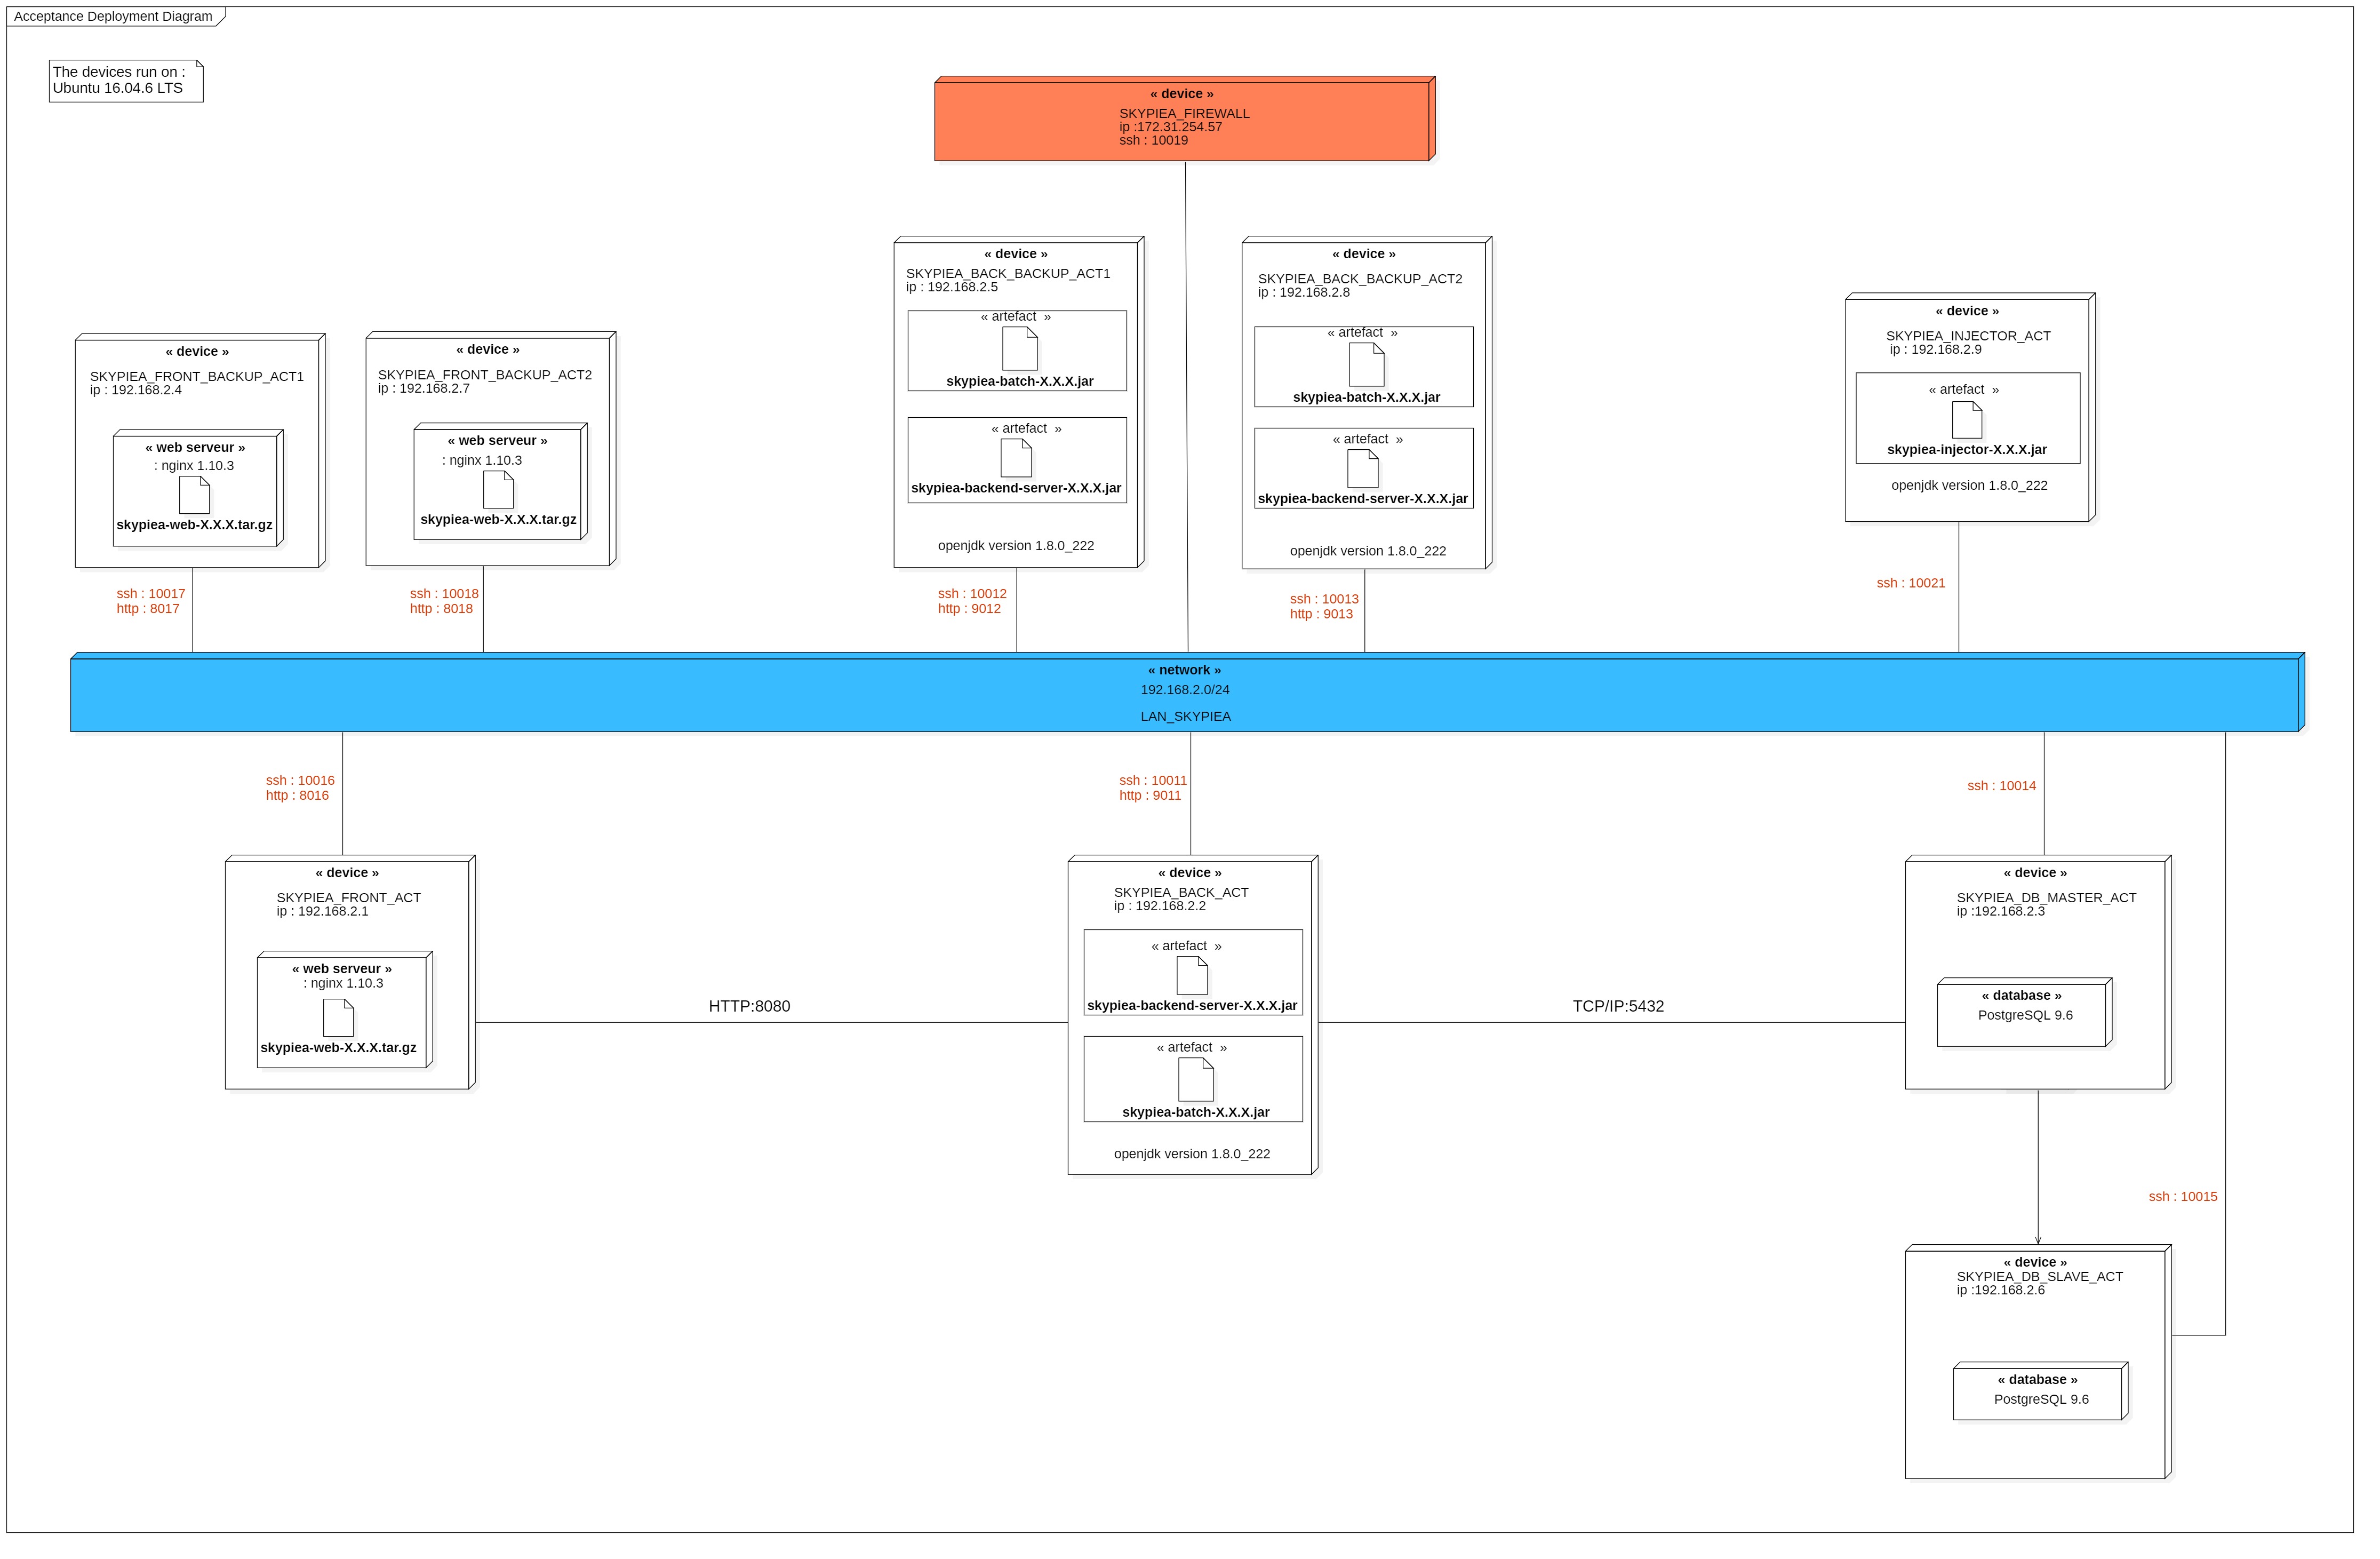 Acceptance Deployment Diagram
The devices run on :
Ubuntu 16.04.6 LTS
« device »
SKYPIEA_FIREWALL
ip :172.31.254.57
ssh : 10019
« device »
SKYPIEA_FRONT_BACKUP_ACT1
ip : 192.168.2.4
« web serveur »
: nginx 1.10.3
skypiea-web-X.X.X.tar.gz
ssh : 10017
http : 8017
« device »
SKYPIEA_FRONT_BACKUP_ACT2
ip : 192.168.2.7
« web serveur »
: nginx 1.10.3
skypiea-web-X.X.X.tar.gz
ssh : 10018
http : 8018
« device »
SKYPIEA_BACK_BACKUP_ACT1
ip : 192.168.2.5
« artefact »
skypiea-batch-X.X.X.jar
« artefact »
skypiea-backend-server-X.X.X.jar
openjdk version 1.8.0_222
ssh : 10012
http : 9012
« device »
SKYPIEA_BACK_BACKUP_ACT2
ip : 192.168.2.8
« artefact »
skypiea-batch-X.X.X.jar
« artefact »
skypiea-backend-server-X.X.X.jar
openjdk version 1.8.0_222
ssh : 10013
http : 9013
« device »
SKYPIEA_INJECTOR_ACT
ip : 192.168.2.9
« artefact »
skypiea-injector-X.X.X.jar
openjdk version 1.8.0_222
ssh : 10021
« network »
192.168.2.0/24
LAN_SKYPIEA
ssh : 10016
http : 8016
« device »
SKYPIEA_FRONT_ACT
ip : 192.168.2.1
« web serveur »
: nginx 1.10.3
skypiea-web-X.X.X.tar.gz
HTTP:8080
ssh : 10011
http : 9011
« device »
SKYPIEA_BACK_ACT
ip : 192.168.2.2
« artefact »
skypiea-backend-server-X.X.X.jar
« artefact »
skypiea-batch-X.X.X.jar
openjdk version 1.8.0_222
TCP/IP:5432
ssh : 10014
« device »
SKYPIEA_DB_MASTER_ACT
ip :192.168.2.3
« database »
PostgreSQL 9.6
ssh : 10015
« device »
SKYPIEA_DB_SLAVE_ACT
ip :192.168.2.6
« database »
PostgreSQL 9.6